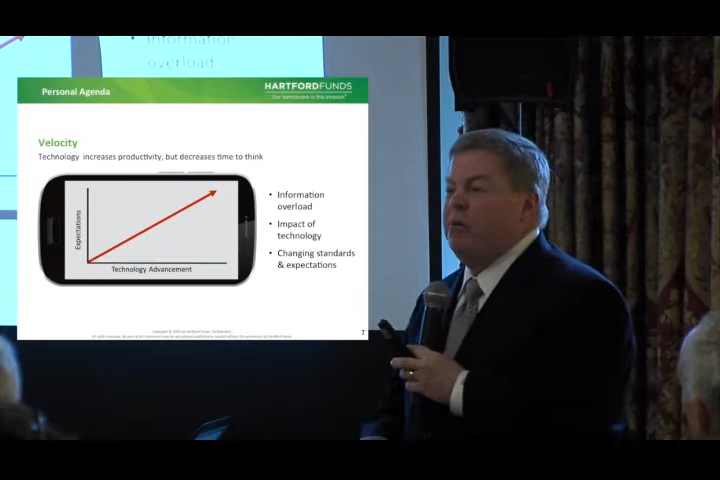 Information
overload
Personal Agenda
HARTFORDFUNDS
Our benchmark is the investor.®
Velocity
Technology increases productivity, but decreases time to think
Expectations
Technology Advancement
• Information
overload
• Impact of
technology
• Changing standards
& expectations
7